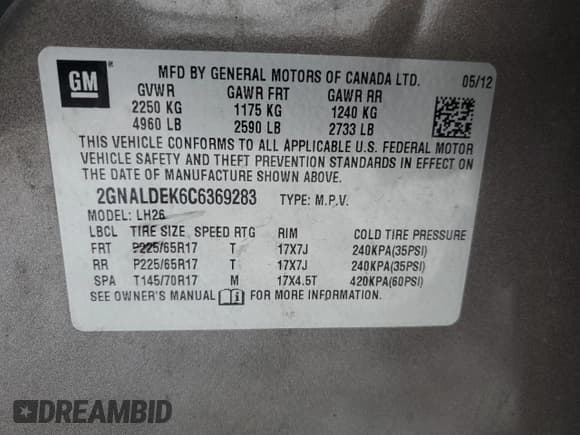 GM
MFD BY GENERAL MOTORS OF CANADA LTD. 05/12
GVWR GAWR FRT GAWR RR
2250 KG 1175 KG 1240 KG
4960 LB 2590 LB 2733 LB
THIS VEHICLE CONFORMS TO ALL APPLICABLE U.S. FEDERAL MOTOR
VEHICLE SAFETY AND THEFT PREVENTION STANDARDS IN EFFECT ON
THE DATE OF MANUFACTURE SHOWN ABOVE.
2GNALDEK6C6369283 TYPE: M.P.V.
MODEL: LH26
LBCL TIRE SIZE SPEED RTG RIM COLD TIRE PRESSURE
FRT P225/65R17 T 17X7J 240KPA(35PSI)
RR P225/65R17 T 17X7J 240KPA(35PSI)
SPA T145/70R17 M 17X4.5T 420KPA(60PSI)
SEE OWNER'S MANUAL FOR MORE INFORMATION.
DREAMBID